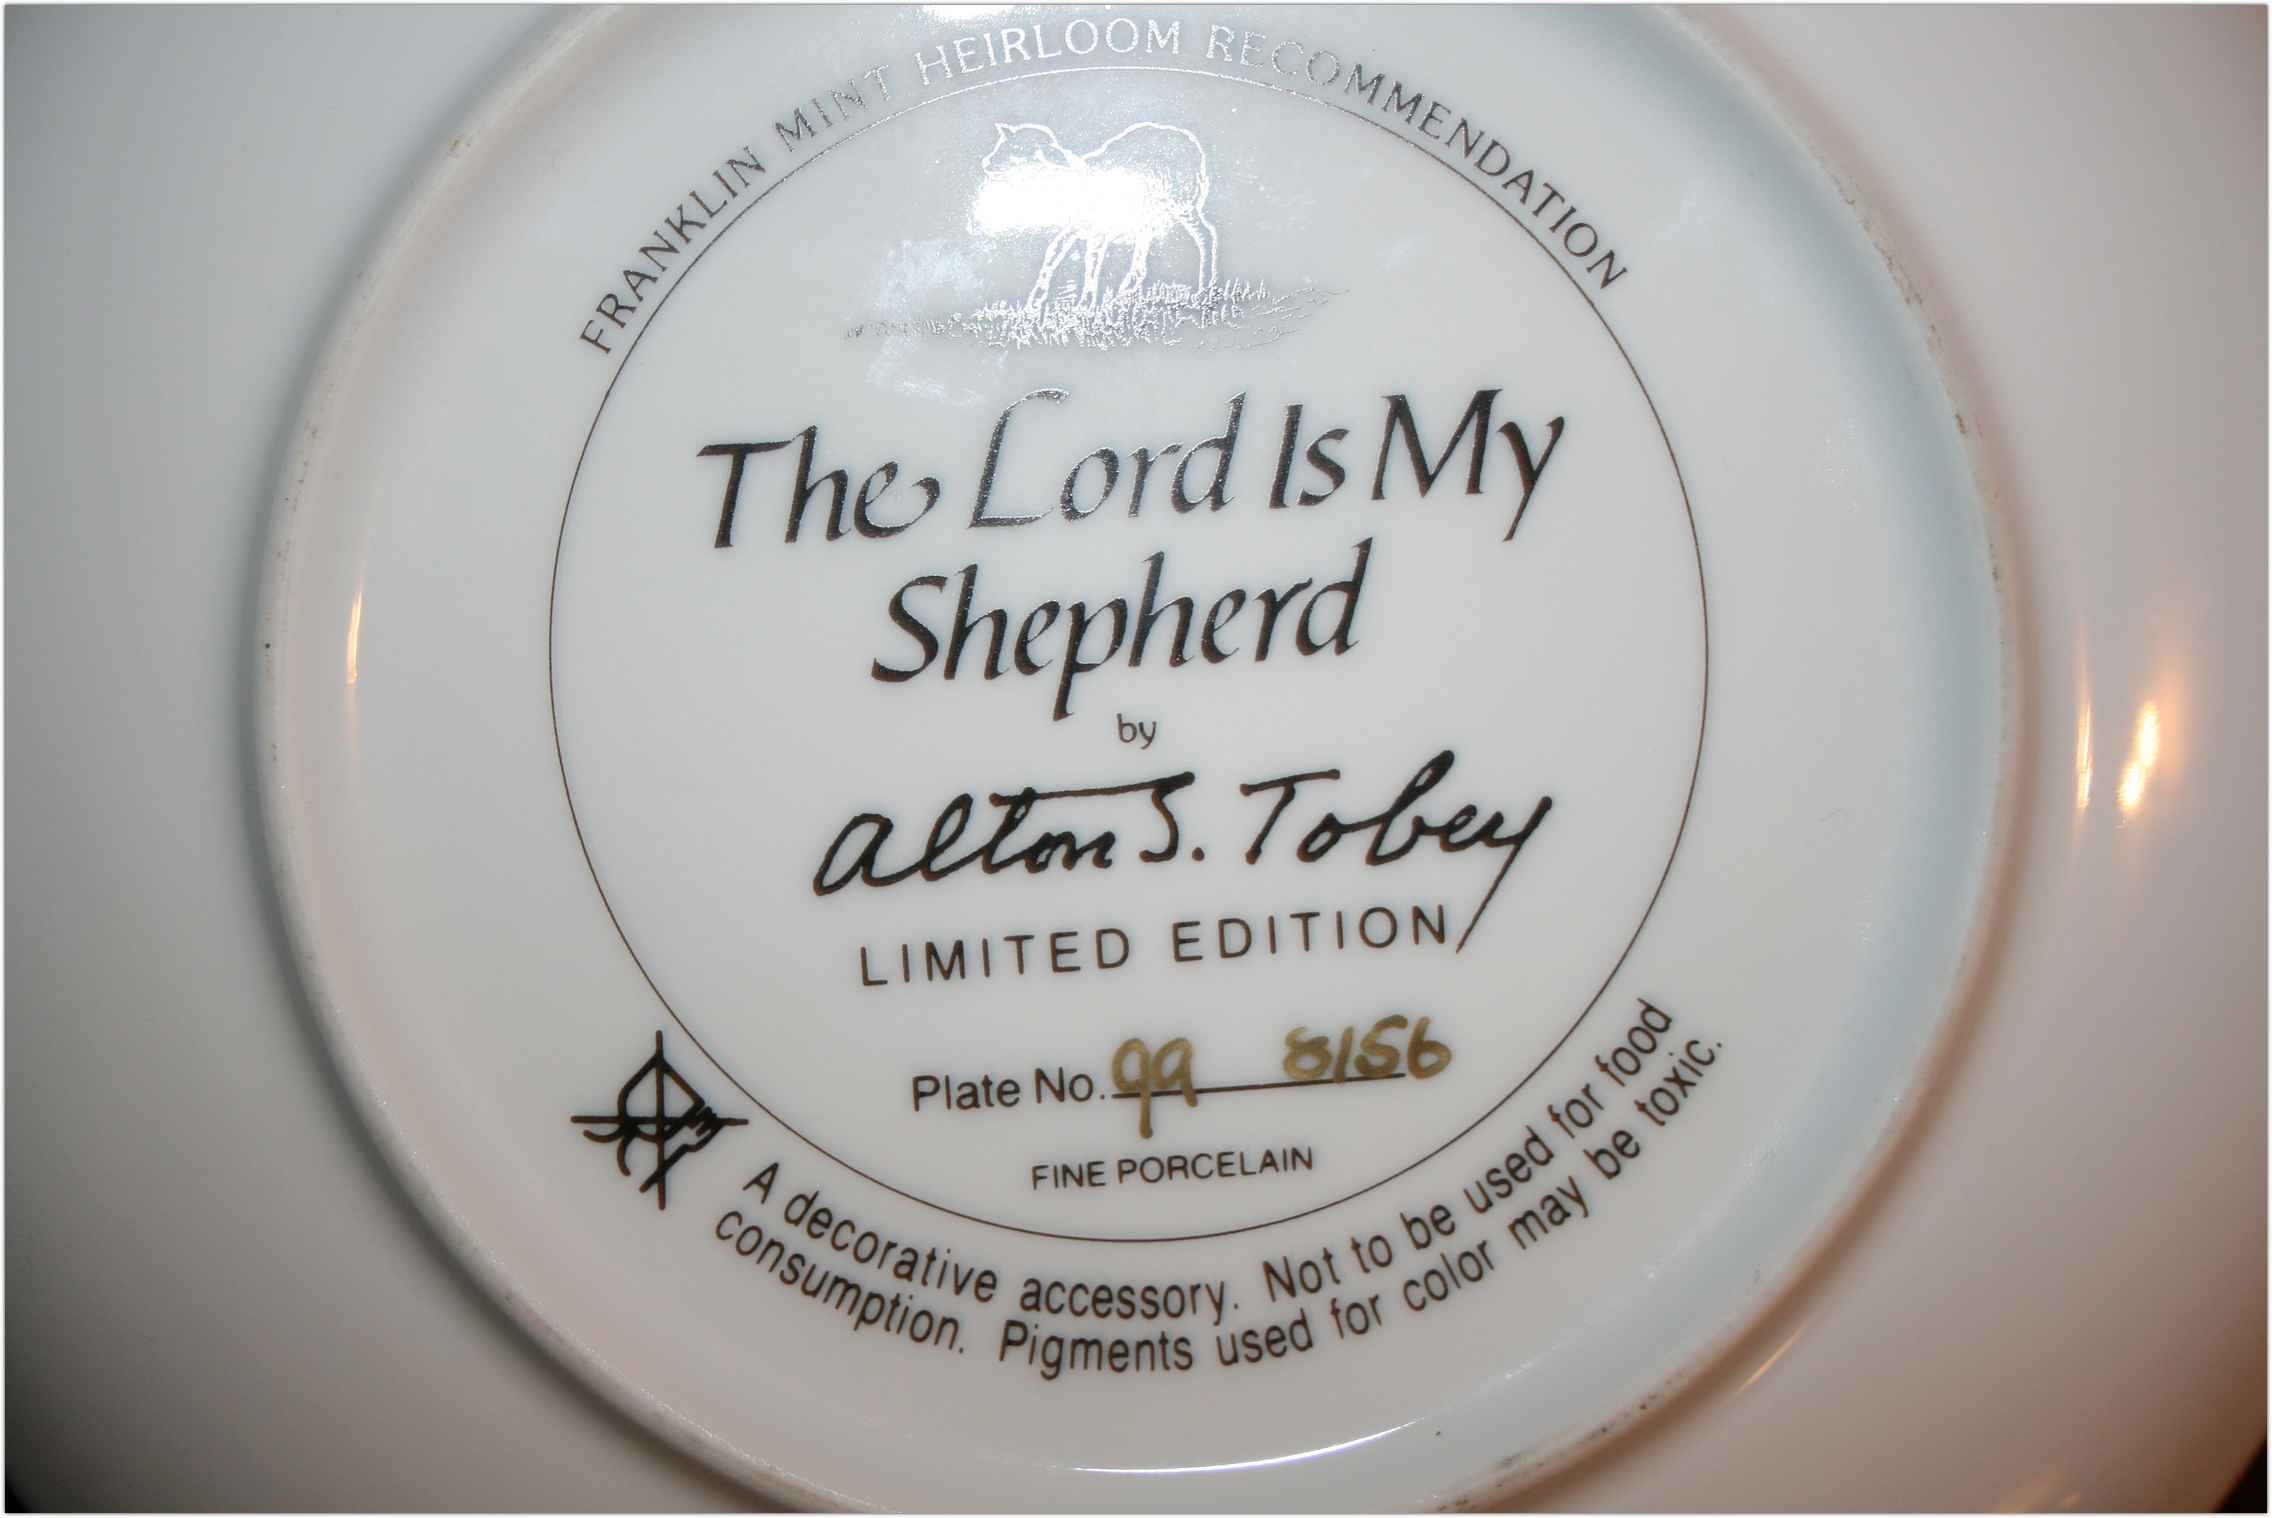 FRANKLIN MINT HEIRLOOM RECOMMENDATION
The Lord Is My
Shepherd
by
Alton S. Tobey
LIMITED EDITION
Plate No. 99 8156
FINE PORCELAIN
A decorative accessory. Not to be used for food
consumption. Pigments used for color may be toxic.